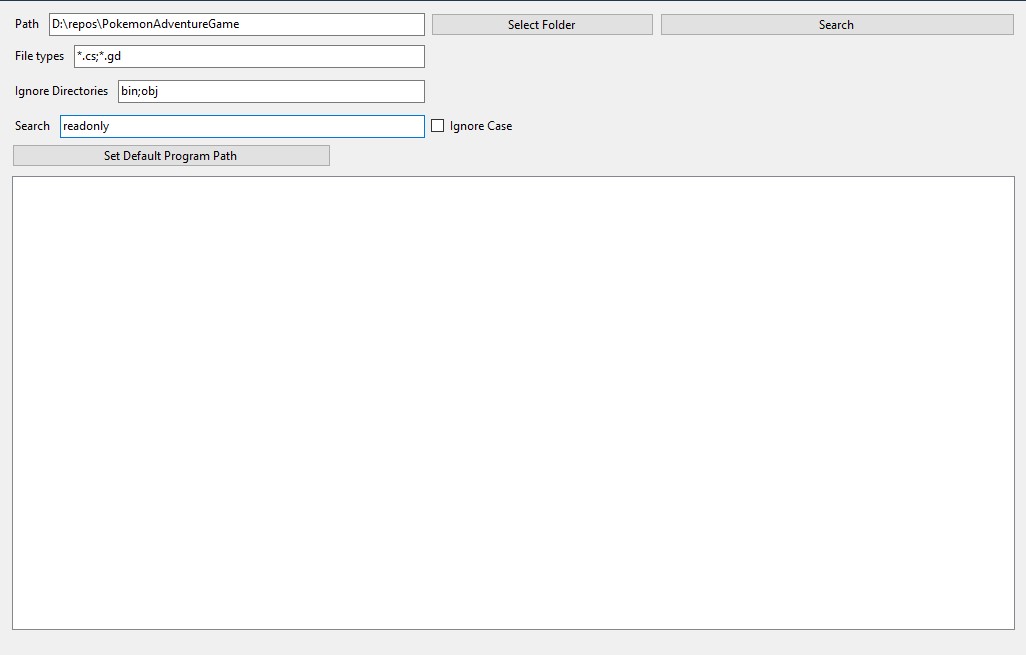 Path D:\repos\PokemonAdventureGame Select Folder Search
File types *.cs;*.gd
Ignore Directories bin;obj
Search readonly Ignore Case
Set Default Program Path